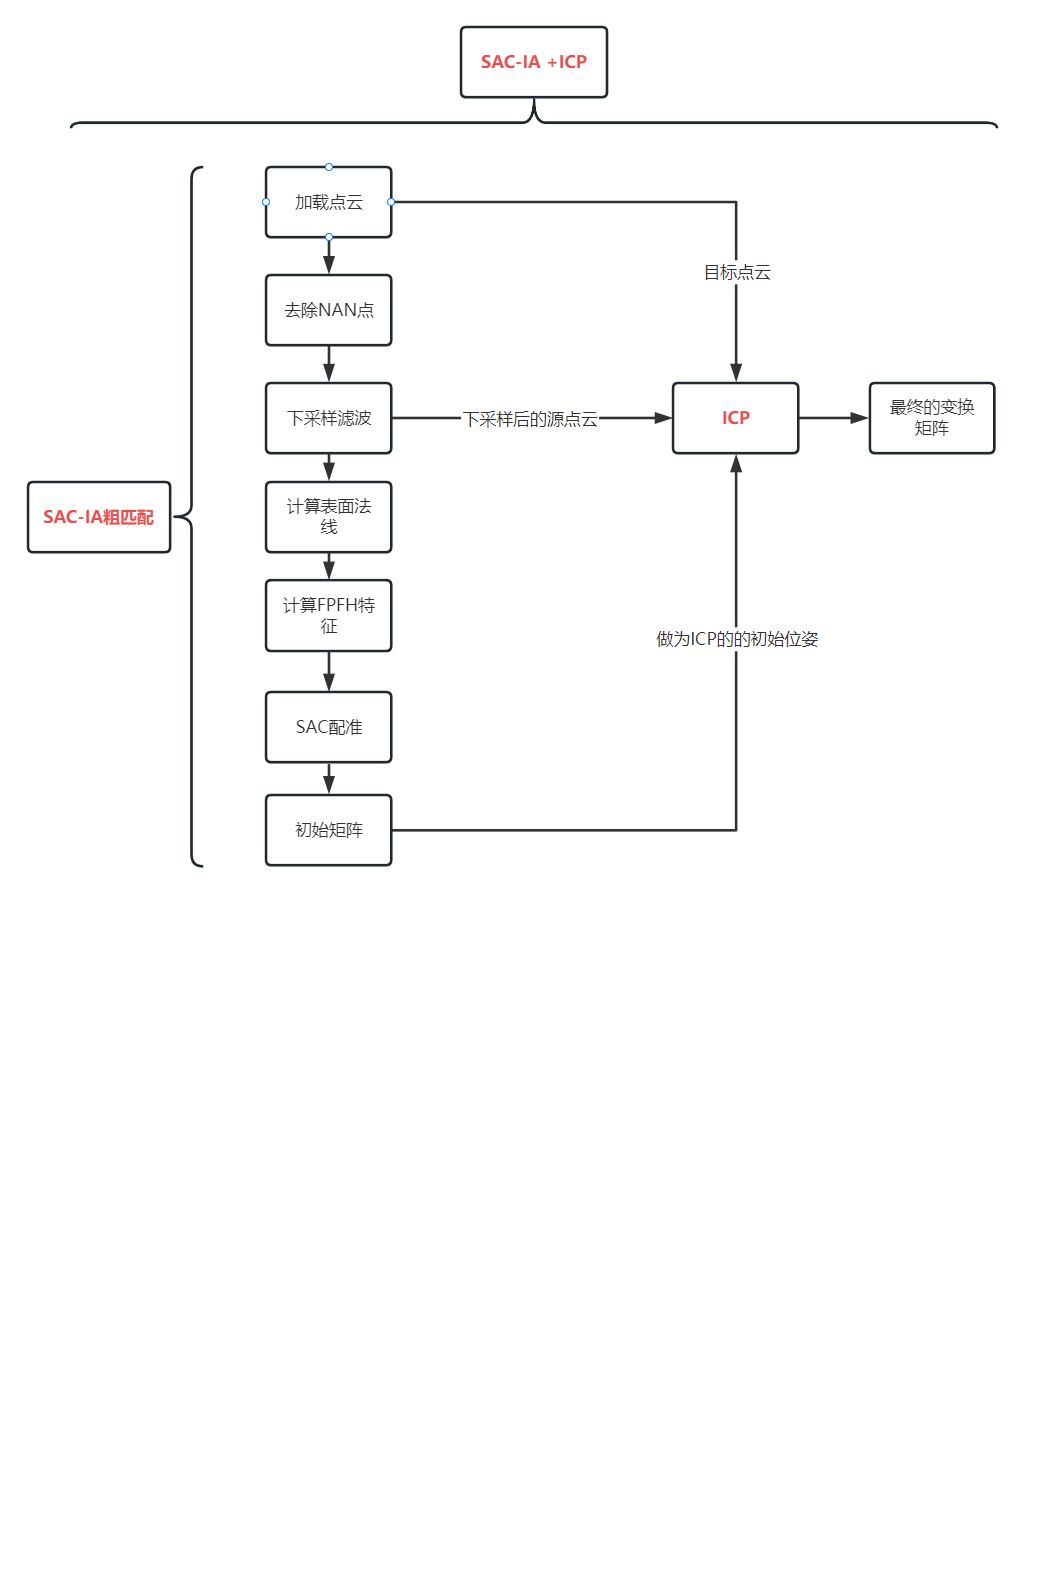 SAC-IA +ICP
加载点云
目标点云
去除NAN点
下采样滤波
下采样后的源点云
ICP
最终的变换
矩阵
SAC-IA粗匹配
计算表面法
线
计算FPFH特
征
做为ICP的的初始位姿
SAC配准
初始矩阵